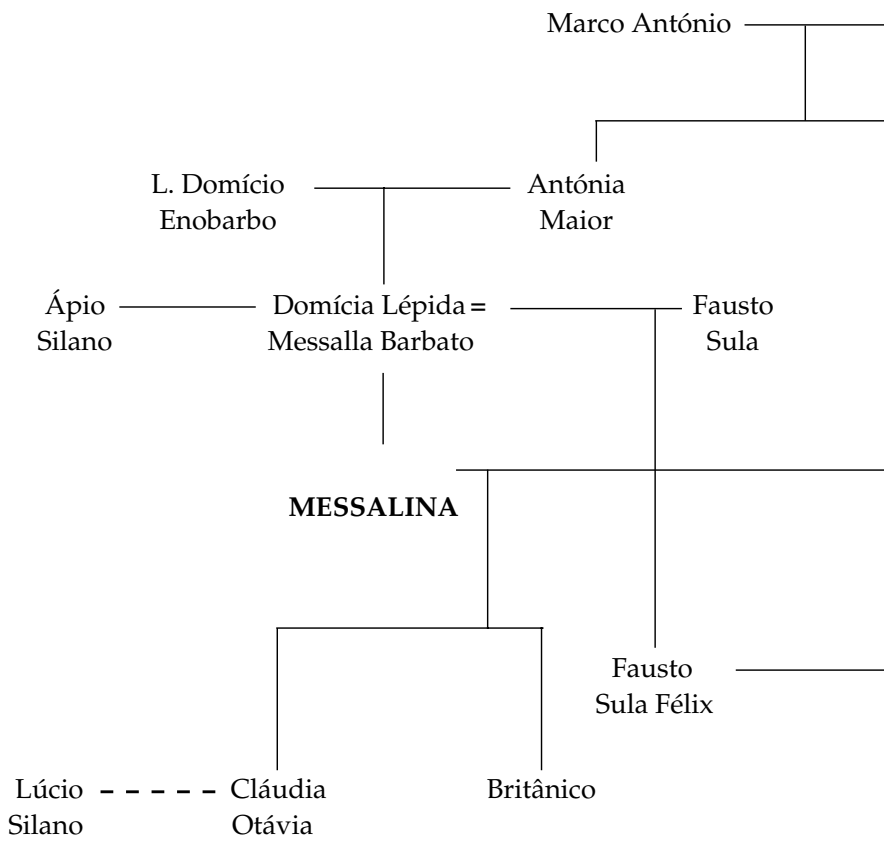 Marco António
L. Domício
Enobarbo
Antónia
Maior
Ápio
Silano
Domícia Lépida =
Messalla Barbato
Fausto
Sula
MESSALINA
Fausto
Sula Félix
Lúcio
Silano
Cláudia
Otávia
Britânico